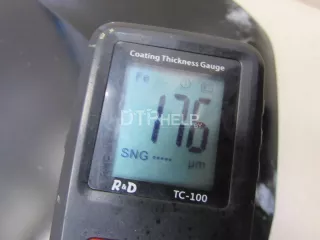 Coating Thickness Gauge
Fe
176
SNG -----
µm
DTPHELP
R&D
TC-100